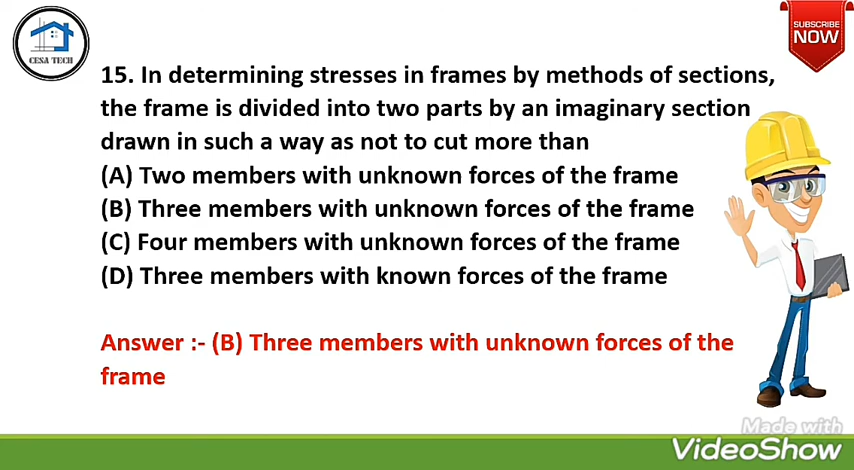 CESA TECH
SUBSCRIBE
NOW
15. In determining stresses in frames by methods of sections,
the frame is divided into two parts by an imaginary section
drawn in such a way as not to cut more than
(A) Two members with unknown forces of the frame
(B) Three members with unknown forces of the frame
(C) Four members with unknown forces of the frame
(D) Three members with known forces of the frame
Answer :- (B) Three members with unknown forces of the
frame
Made with
VideoShow